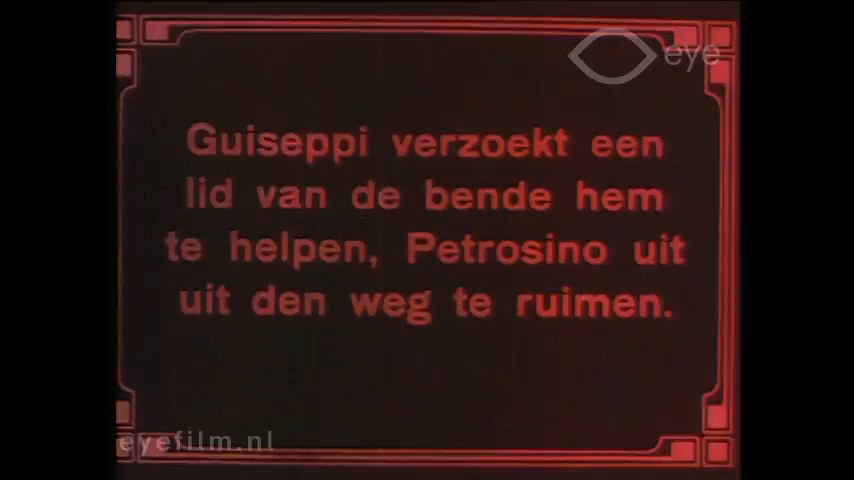 eye
Guiseppi verzoekt een
lid van de bende hem
te helpen, Petrosino uit
uit den weg te ruimen.
eyefilm.nl